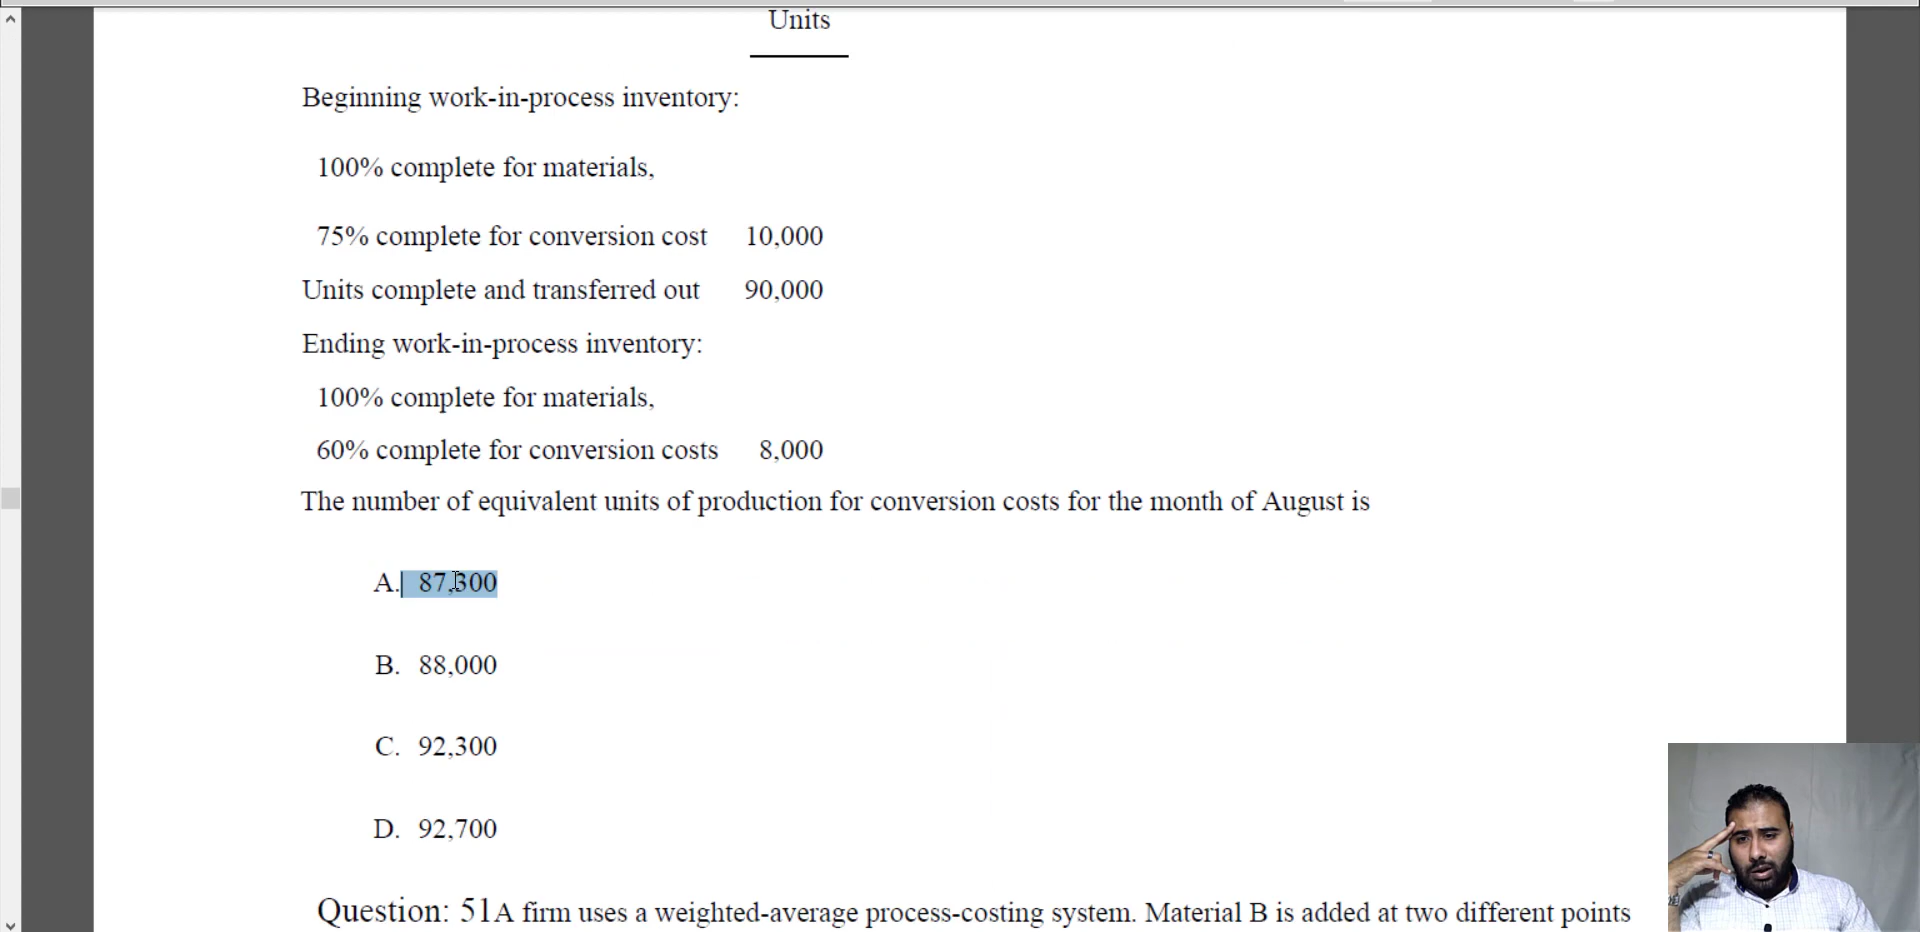 Units
Beginning work-in-process inventory:
100% complete for materials,
75% complete for conversion cost 10,000
Units complete and transferred out 90,000
Ending work-in-process inventory:
100% complete for materials,
60% complete for conversion costs 8,000
The number of equivalent units of production for conversion costs for the month of August is
A. 87,300
B. 88,000
C. 92,300
D. 92,700
Question: 51A firm uses a weighted-average process-costing system. Material B is added at two different points